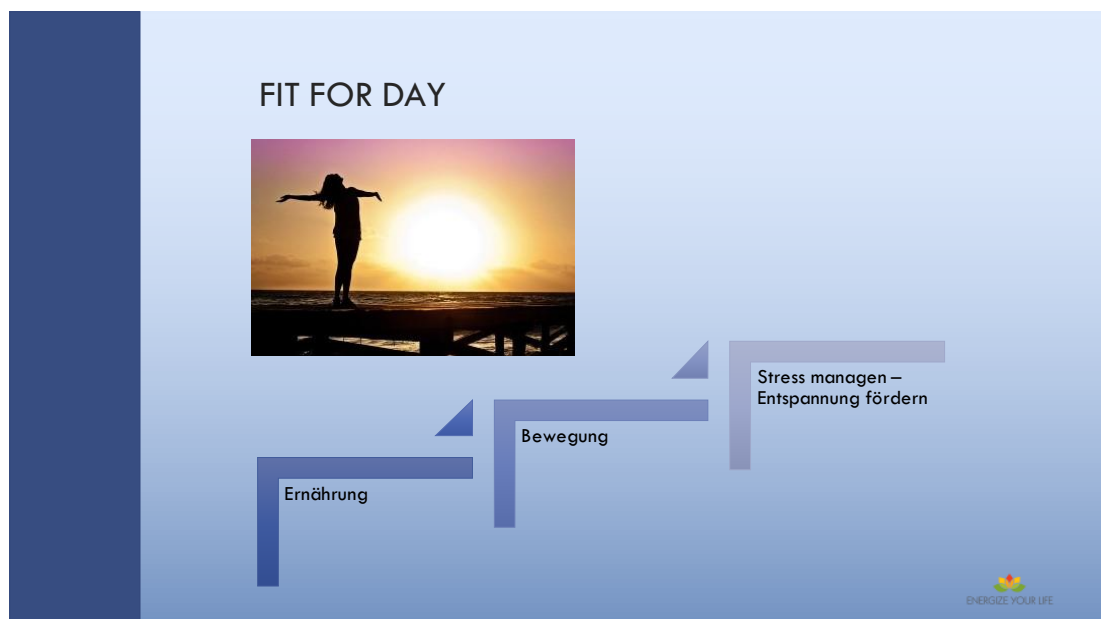 FIT FOR DAY
Ernährung
Bewegung
Stress managen –
Entspannung fördern
ENERGIZE YOUR LIFE